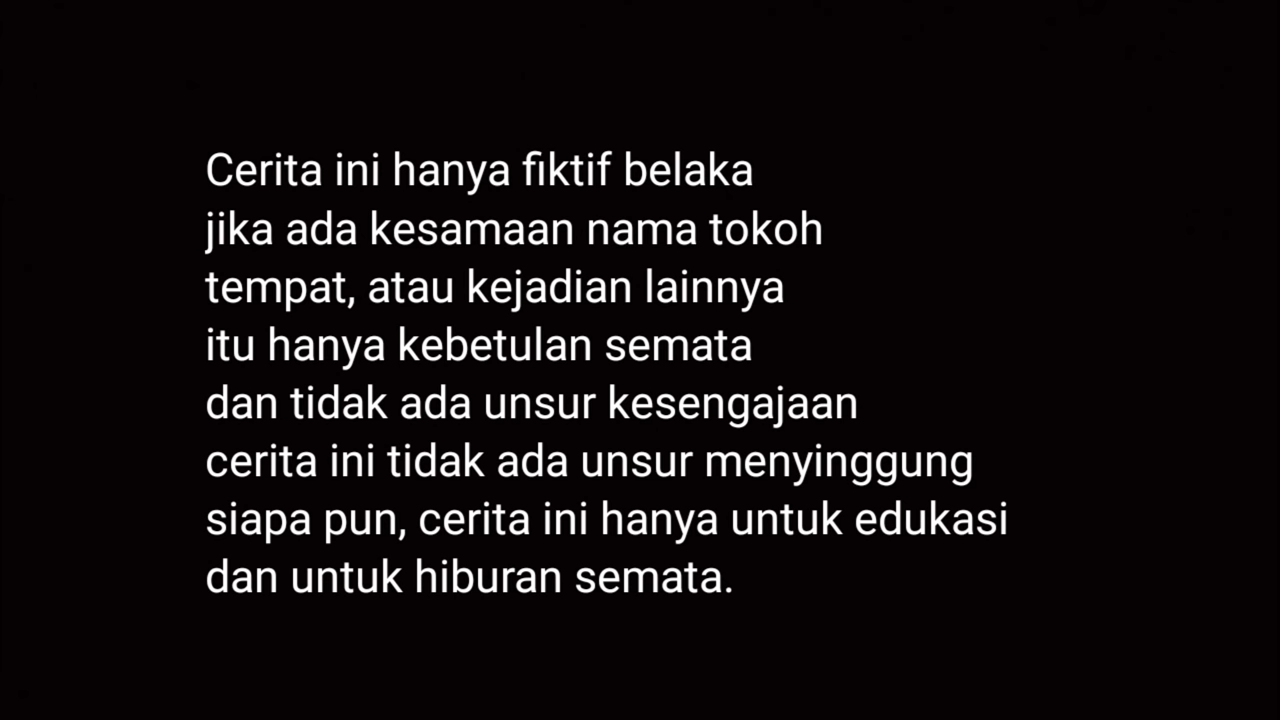 Cerita ini hanya fiktif belaka
jika ada kesamaan nama tokoh
tempat, atau kejadian lainnya
itu hanya kebetulan semata
dan tidak ada unsur kesengajaan
cerita ini tidak ada unsur menyinggung
siapa pun, cerita ini hanya untuk edukasi
dan untuk hiburan semata.